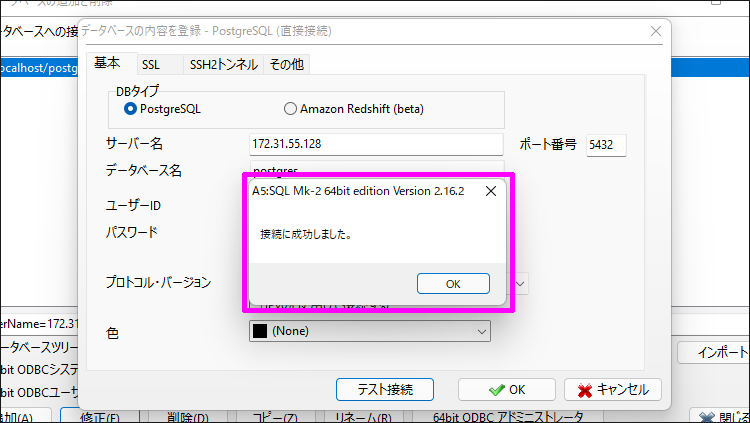 タベースの追加と削除
データベースの内容を登録 - PostgreSQL (直接接続)
タベースへの接
基本
SSL
SSH2トンネル
その他
ocalhost/postg
DBタイプ
PostgreSQL
Amazon Redshift (beta)
サーバー名
172.31.55.128
ポート番号
5432
データベース名
postgres
A5:SQL Mk-2 64bit edition Version 2.16.2
ユーザーID
パスワード
接続に成功しました。
プロトコル・バージョン
OK
erName=172.31
色
(None)
タベースツリー
インポート
bit ODBCシステ
bit ODBCユーザ
テスト接続
OK
キャンセル
追加(A)
修正(E)
削除(D)
コピー(Z)
リネーム(R)
64bit ODBC アドミニストレータ
閉じる